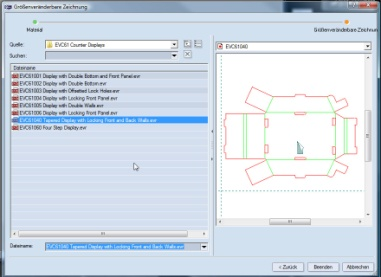 Größenveränderbare Zeichnung
Material
Größenveränderbare Zeichnun
Quelle:
EVC61 Counter Displays
EVC61040
Suchen:
Dateiname
EVC61001 Display with Double Bottom and Front Panel.evr
EVC61002 Display with Double Bottom.evr
EVC61003 Display with Offsetted Lock Holes.evr
EVC61004 Display with Locking Front Panel.evr
EVC61005 Display with Double Walls.evr
EVC61006 Display with Locking Front Panel.evr
EVC61040 Tapered Display with Locking Front and Back Walls.evr
EVC61060 Four Step Display.evr
Dateiname:
EVC61040 Tapered Display with Locking Front and Back Walls.evr
< Zurück
Beenden
Abbrechen